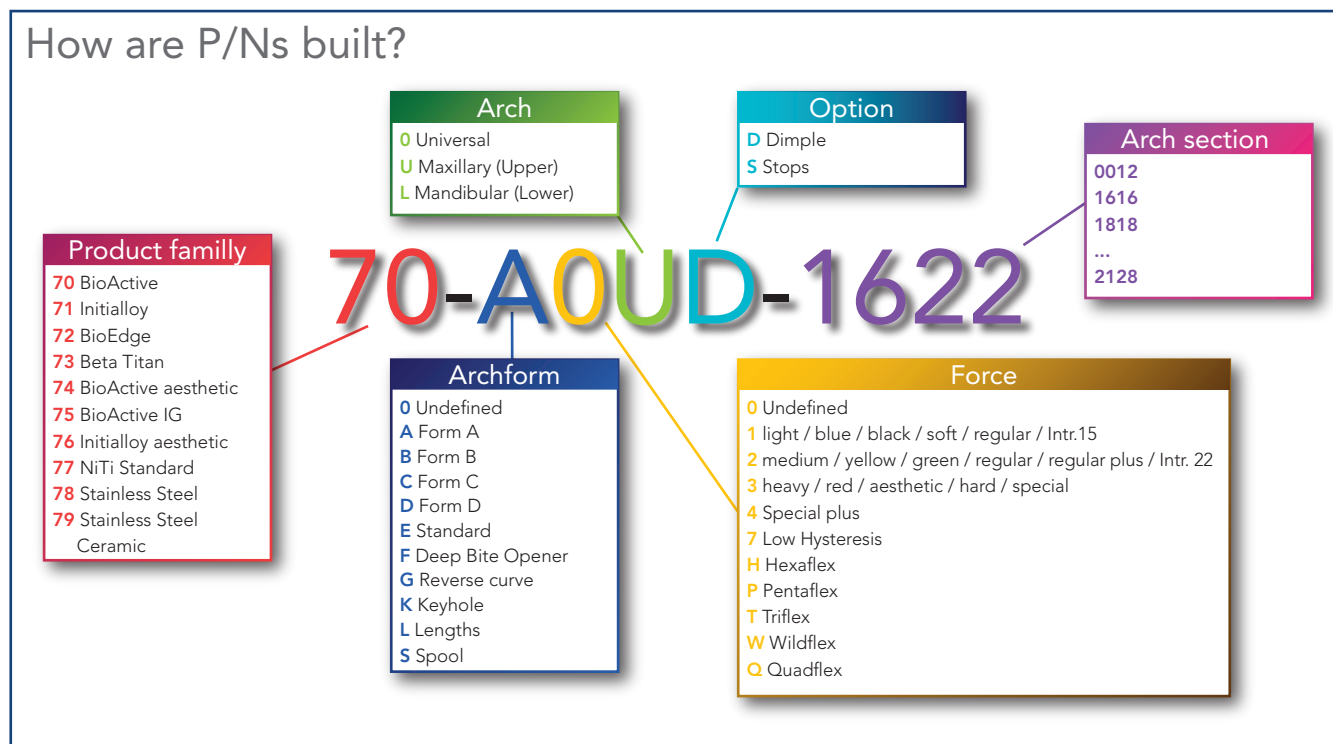 How are P/Ns built?
Arch
0 Universal
U Maxillary (Upper)
L Mandibular (Lower)
Option
D Dimple
S Stops
Arch section
0012
1616
1818
...
2128
70-A0UD-1622
Product familly
70 BioActive
71 Initialloy
72 BioEdge
73 Beta Titan
74 BioActive aesthetic
75 BioActive IG
76 Initialloy aesthetic
77 NiTi Standard
78 Stainless Steel
79 Stainless Steel
Ceramic
Archform
0 Undefined
A Form A
B Form B
C Form C
D Form D
E Standard
F Deep Bite Opener
G Reverse curve
K Keyhole
L Lengths
S Spool
Force
0 Undefined
1 light / blue / black / soft / regular / Intr.15
2 medium / yellow / green / regular / regular plus / Intr. 22
3 heavy / red / aesthetic / hard / special
4 Special plus
7 Low Hysteresis
H Hexaflex
P Pentaflex
T Triflex
W Wildflex
Q Quadflex